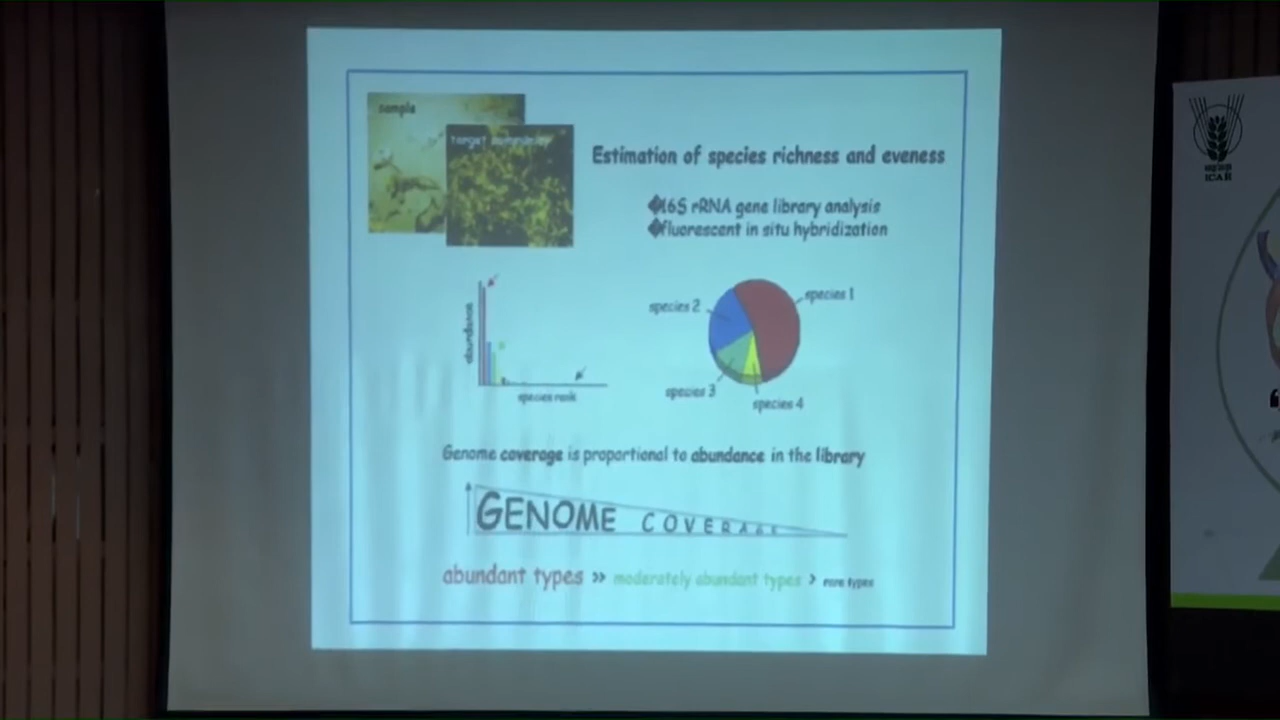 sample
target community
Estimation of species richness and eveness
16S rRNA gene library analysis
fluorescent in situ hybridization
abundance
species rank
species 1
species 2
species 3
species 4
Genome coverage is proportional to abundance in the library
GENOME COVERAGE
abundant types » moderately abundant types > rare types
ICAR